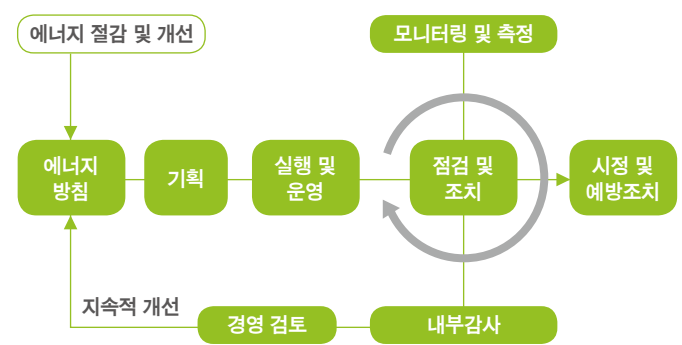 에너지 절감 및 개선
모니터링 및 측정
에너지
방침
기획
실행 및
운영
점검 및
조치
시정 및
예방조치
지속적 개선
경영 검토
내부감사